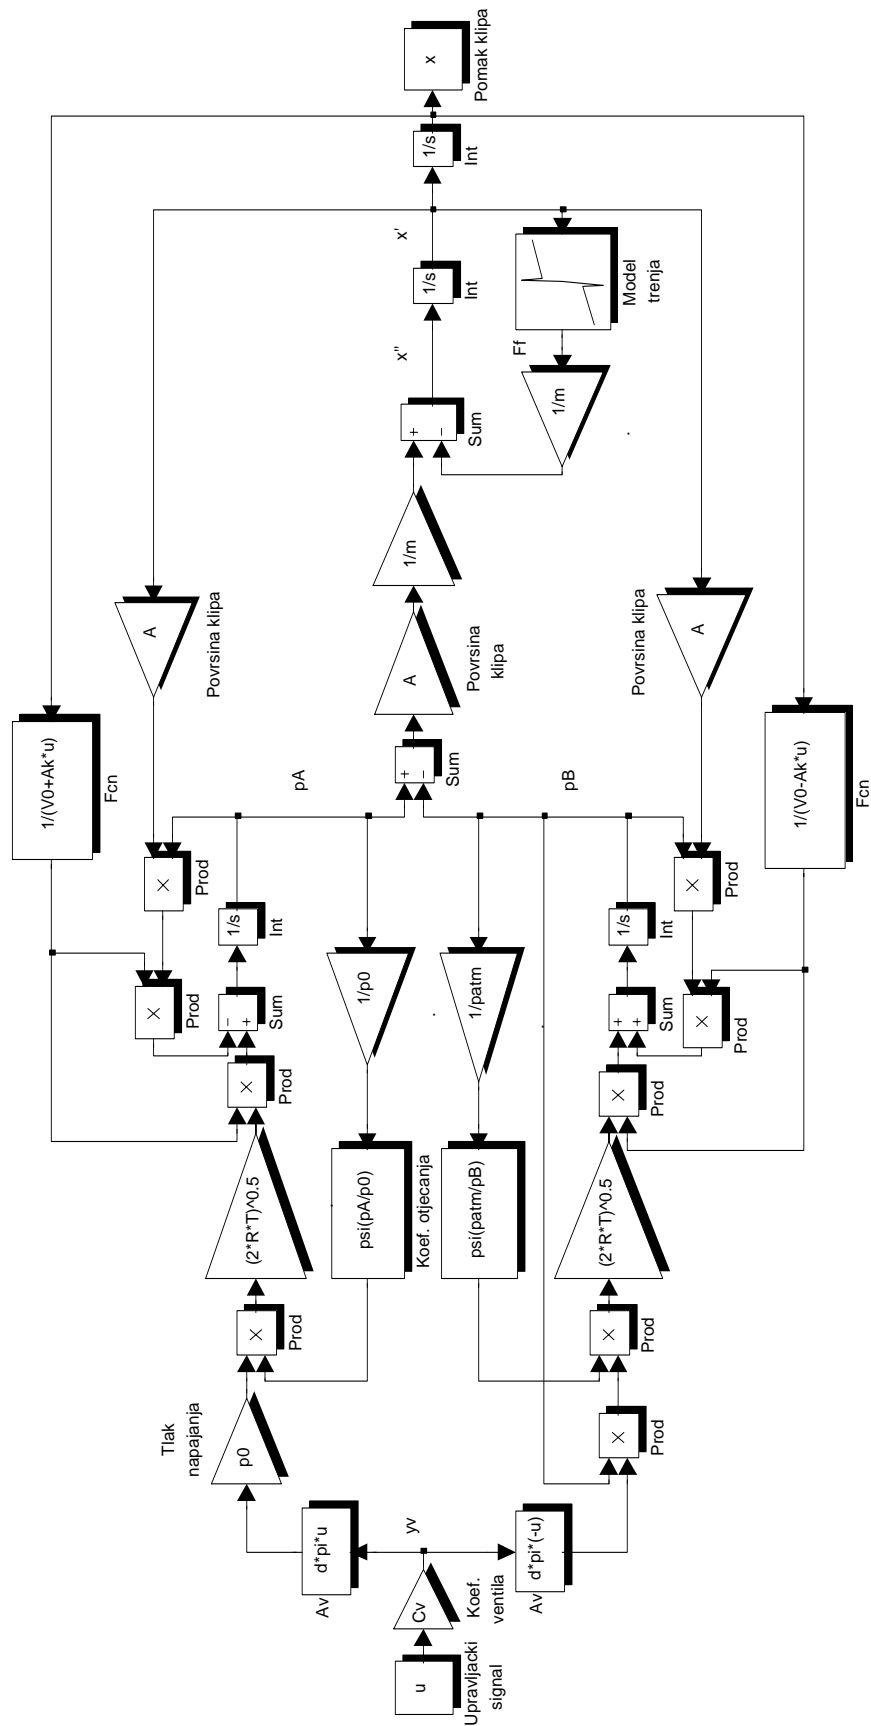 u
Upravljacki
signal
Cv
Koef.
ventila
yv
d*pi*u
Av
d*pi*(-u)
Av
p0
Tlak
napajanja
×
Prod
×
Prod
×
Prod
(2*R*T)^0.5
(2*R*T)^0.5
psi(pA/p0)
Koef. otjecanja
psi(patm/pB)
1/p0
1/patm
×
Prod
×
Prod
×
Prod
×
Prod
−
+
Sum
+
+
Sum
1/s
Int
1/s
Int
×
Prod
×
Prod
1/(V0+Ak*u)
Fcn
1/(V0-Ak*u)
Fcn
pA
pB
+
−
Sum
A
Povrsina klipa
A
Povrsina
klipa
A
Povrsina klipa
1/m
+
−
Sum
1/m
Ff
Model
trenja
x''
1/s
Int
x'
1/s
Int
x
Pomak klipa